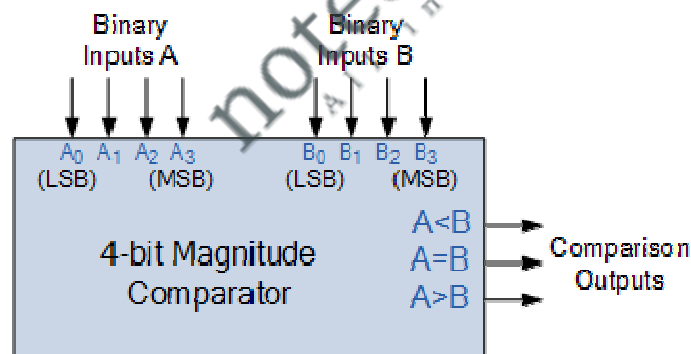 Binary
Inputs A
Binary
Inputs B
A0 A1 A2 A3
(LSB) (MSB)
B0 B1 B2 B3
(LSB) (MSB)
A<B
A=B
A>B
4-bit Magnitude
Comparator
Comparison
Outputs